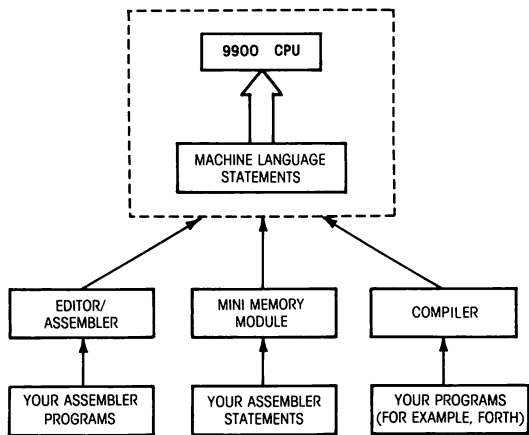 9900 CPU
MACHINE LANGUAGE
STATEMENTS
EDITOR/
ASSEMBLER
MINI MEMORY
MODULE
COMPILER
YOUR ASSEMBLER
PROGRAMS
YOUR ASSEMBLER
STATEMENTS
YOUR PROGRAMS
(FOR EXAMPLE, FORTH)